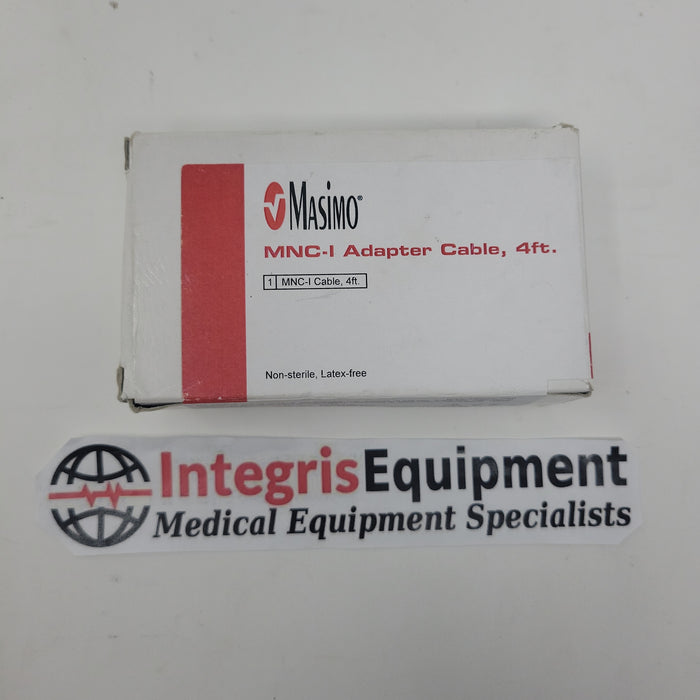 MASIMO®
MNC-I Adapter Cable, 4ft.
1 MNC-I Cable, 4ft.
Non-sterile, Latex-free
IntegrisEquipment
Medical Equipment Specialists